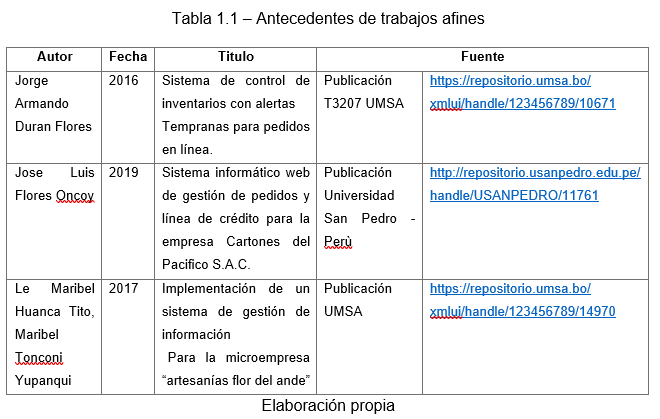 Tabla 1.1 – Antecedentes de trabajos afines
Autor Fecha Titulo Fuente
Jorge
Armando
Duran Flores
2016
Sistema de control de
inventarios con alertas
Tempranas para pedidos
en línea.
Publicación
T3207 UMSA
https://repositorio.umsa.bo/
xmlui/handle/123456789/10671
Jose Luis
Flores Oncoy
2019
Sistema informático web
de gestión de pedidos y
línea de crédito para la
empresa Cartones del
Pacifico S.A.C.
Publicación
Universidad
San Pedro -
Perù
http://repositorio.usanpedro.edu.pe/
handle/USANPEDRO/11761
Le Maribel
Huanca Tito,
Maribel
Tonconi
Yupanqui
2017
Implementación de un
sistema de gestión de
información
Para la microempresa
“artesanías flor del ande”
Publicación
UMSA
https://repositorio.umsa.bo/
xmlui/handle/123456789/14970
Elaboración propia